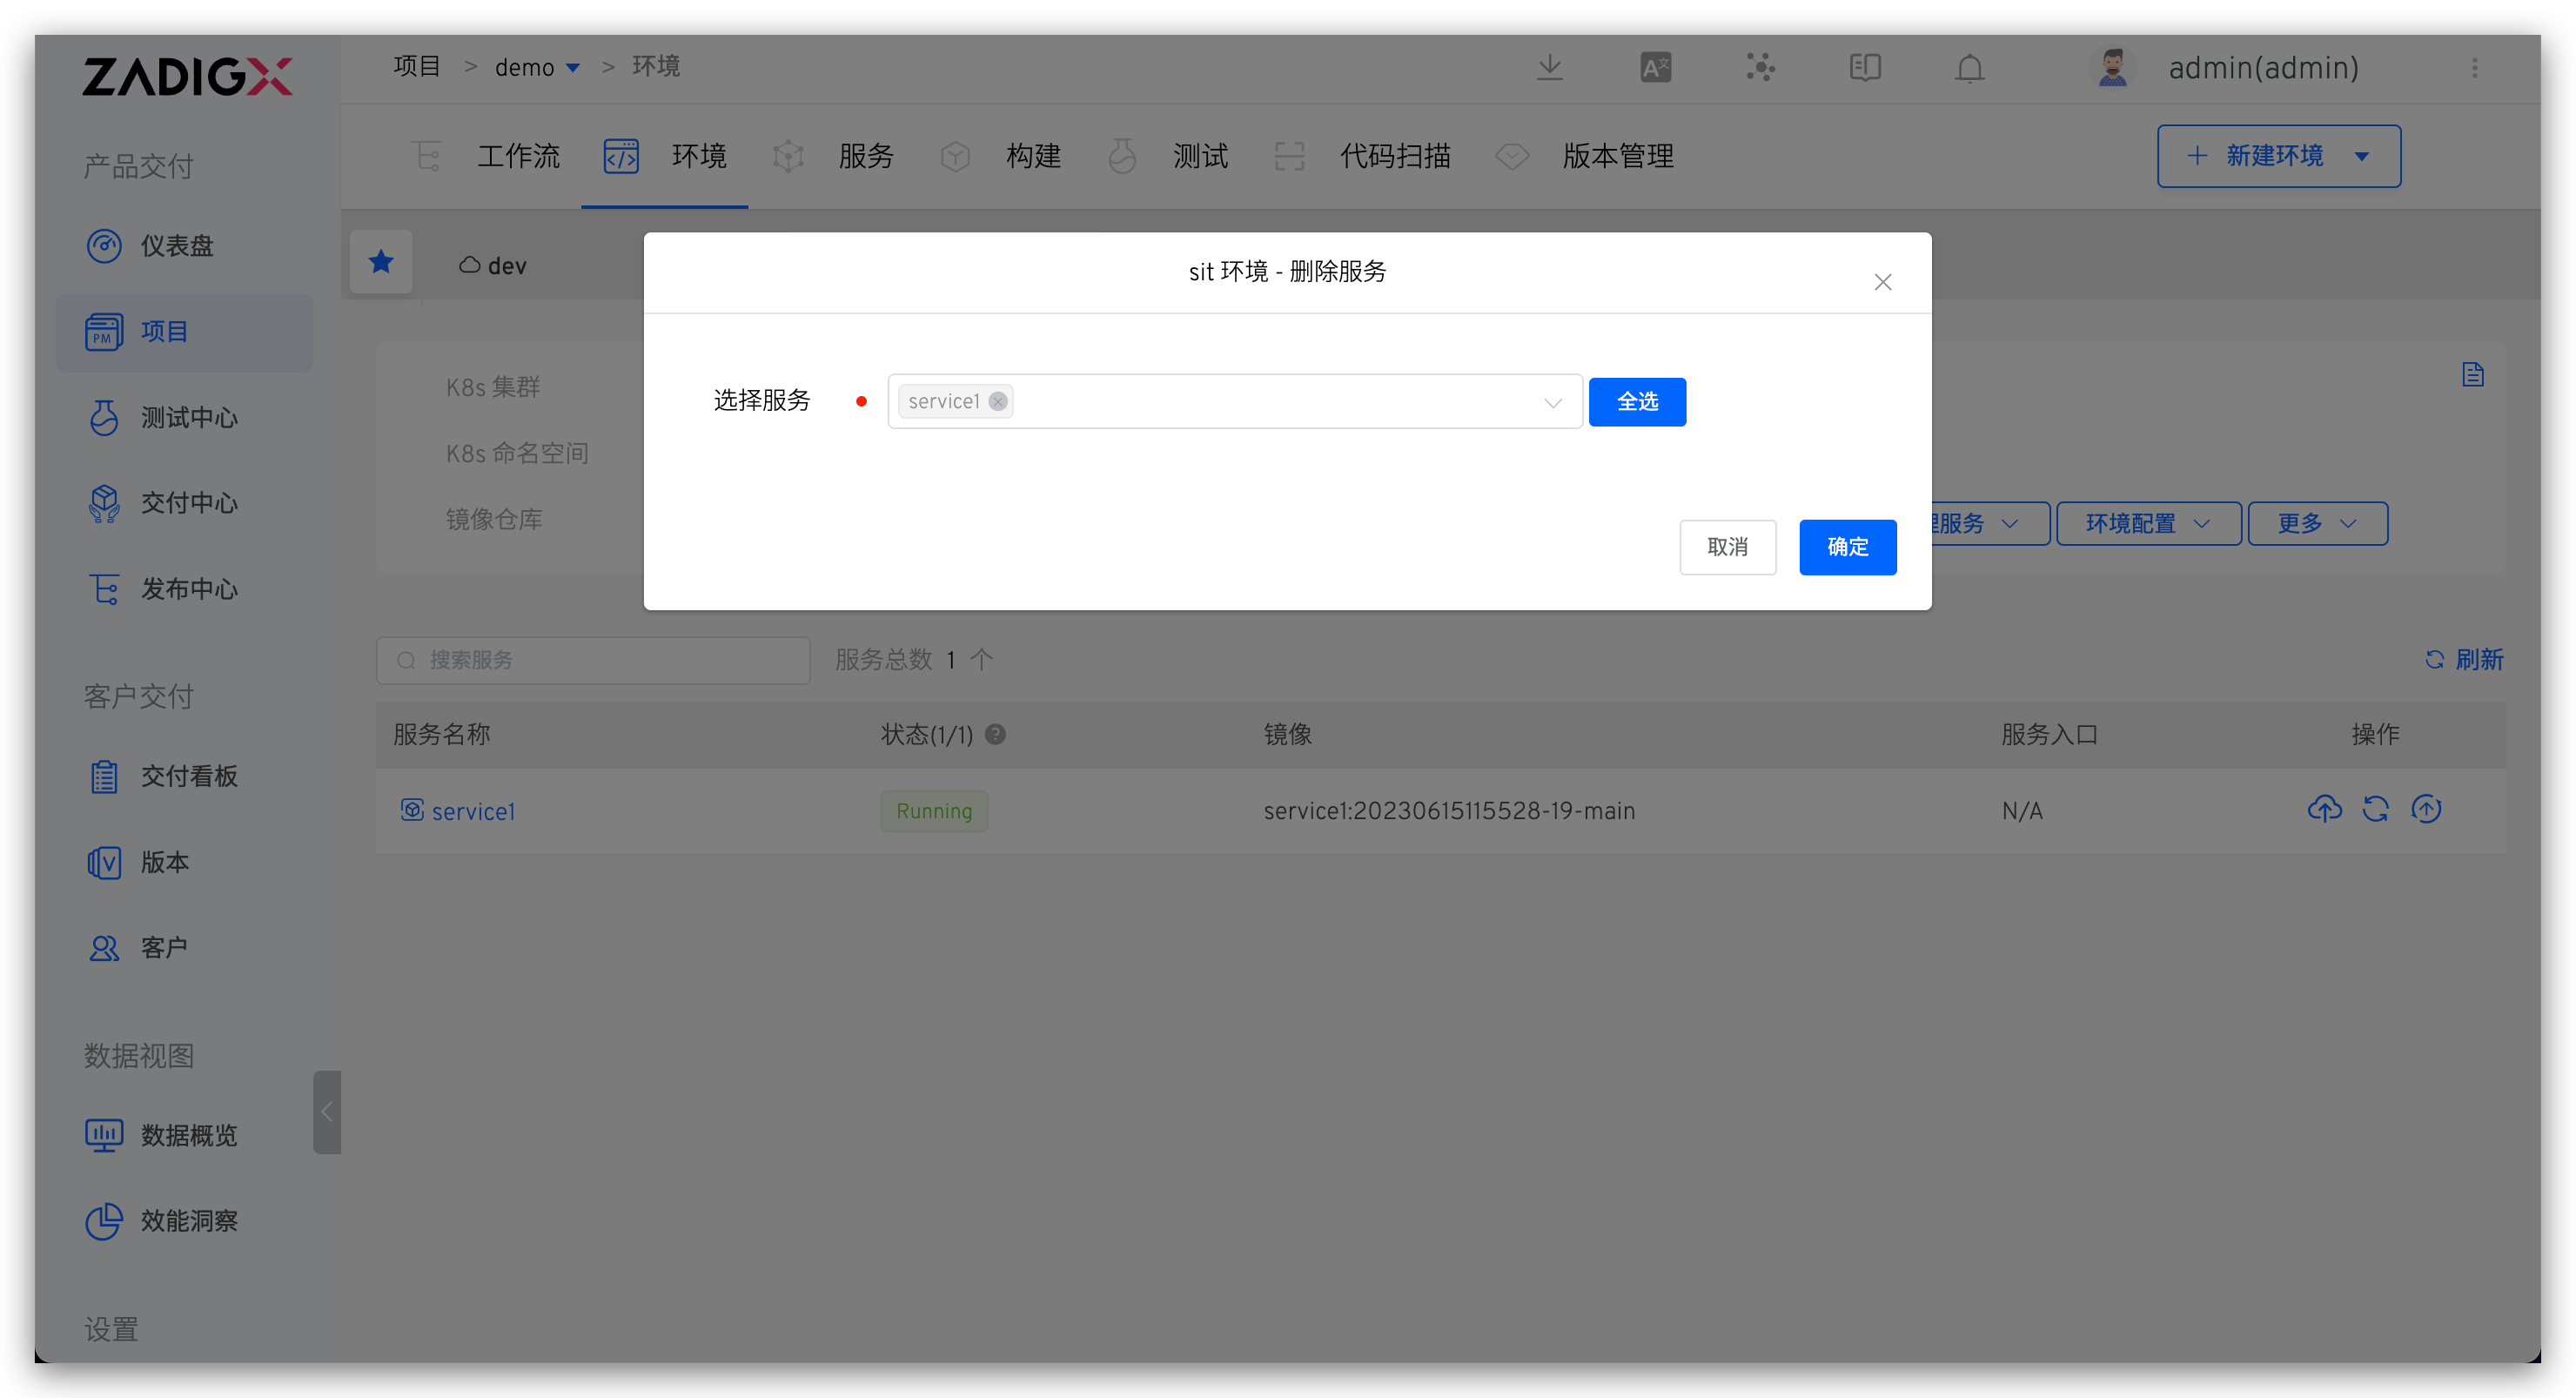 ZADIGX
项目 > demo > 环境
admin(admin)
工作流 环境 服务 构建 测试 代码扫描 版本管理
+ 新建环境
产品交付
仪表盘
项目
测试中心
交付中心
发布中心
客户交付
交付看板
版本
客户
数据视图
数据概览
效能洞察
设置
dev
sit 环境 - 删除服务
选择服务 service1 全选
取消 确定
K8s 集群
K8s 命名空间
镜像仓库
服务 环境配置 更多
搜索服务 服务总数 1 个 刷新
服务名称 状态(1/1) ? 镜像 服务入口 操作
service1 Running service1:20230615115528-19-main N/A